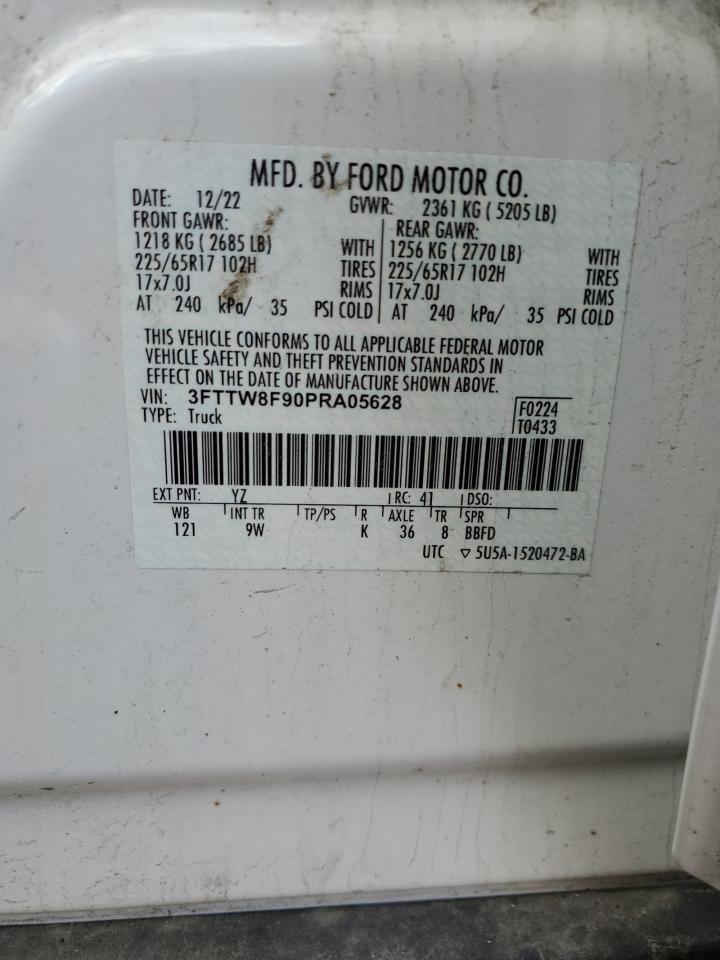 MFD. BY FORD MOTOR CO.
DATE: 12/22 GVWR: 2361 KG ( 5205 LB)
FRONT GAWR: REAR GAWR:
1218 KG ( 2685 LB) WITH 1256 KG ( 2770 LB) WITH
225/65R17 102H TIRES 225/65R17 102H TIRES
17x7.0J RIMS 17x7.0J RIMS
AT 240 kPa/ 35 PSI COLD AT 240 kPa/ 35 PSI COLD
THIS VEHICLE CONFORMS TO ALL APPLICABLE FEDERAL MOTOR
VEHICLE SAFETY AND THEFT PREVENTION STANDARDS IN
EFFECT ON THE DATE OF MANUFACTURE SHOWN ABOVE.
VIN: 3FTTW8F90PRA05628 F0224
TYPE: Truck T0433
EXT PNT: YZ RC: 41 DSO:
WB INT TR TP/PS R AXLE TR SPR
121 9W K 36 8 BBFD
UTC ▽ 5U5A-1520472-BA